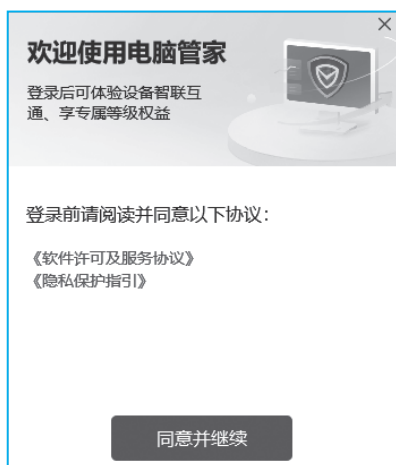 欢迎使用电脑管家
登录后可体验设备智联互
通、享专属等级权益
登录前请阅读并同意以下协议：
《软件许可及服务协议》
《隐私保护指引》
同意并继续